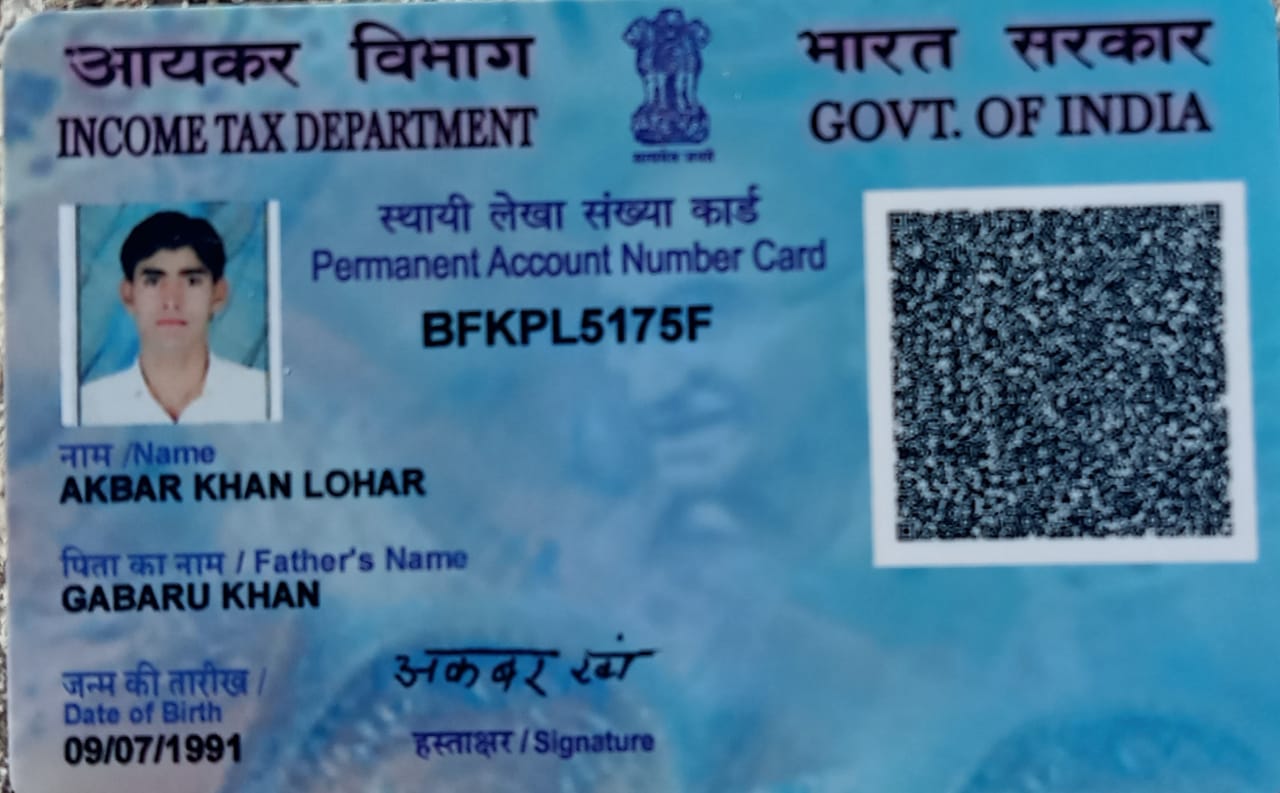 आयकर विभाग
INCOME TAX DEPARTMENT
भारत सरकार
GOVT. OF INDIA
सत्यमेव जयते
स्थायी लेखा संख्या कार्ड
Permanent Account Number Card
BFKPL5175F
नाम /Name
AKBAR KHAN LOHAR
पिता का नाम / Father's Name
GABARU KHAN
जन्म की तारीख /
Date of Birth
09/07/1991
अकबर खां
हस्ताक्षर / Signature